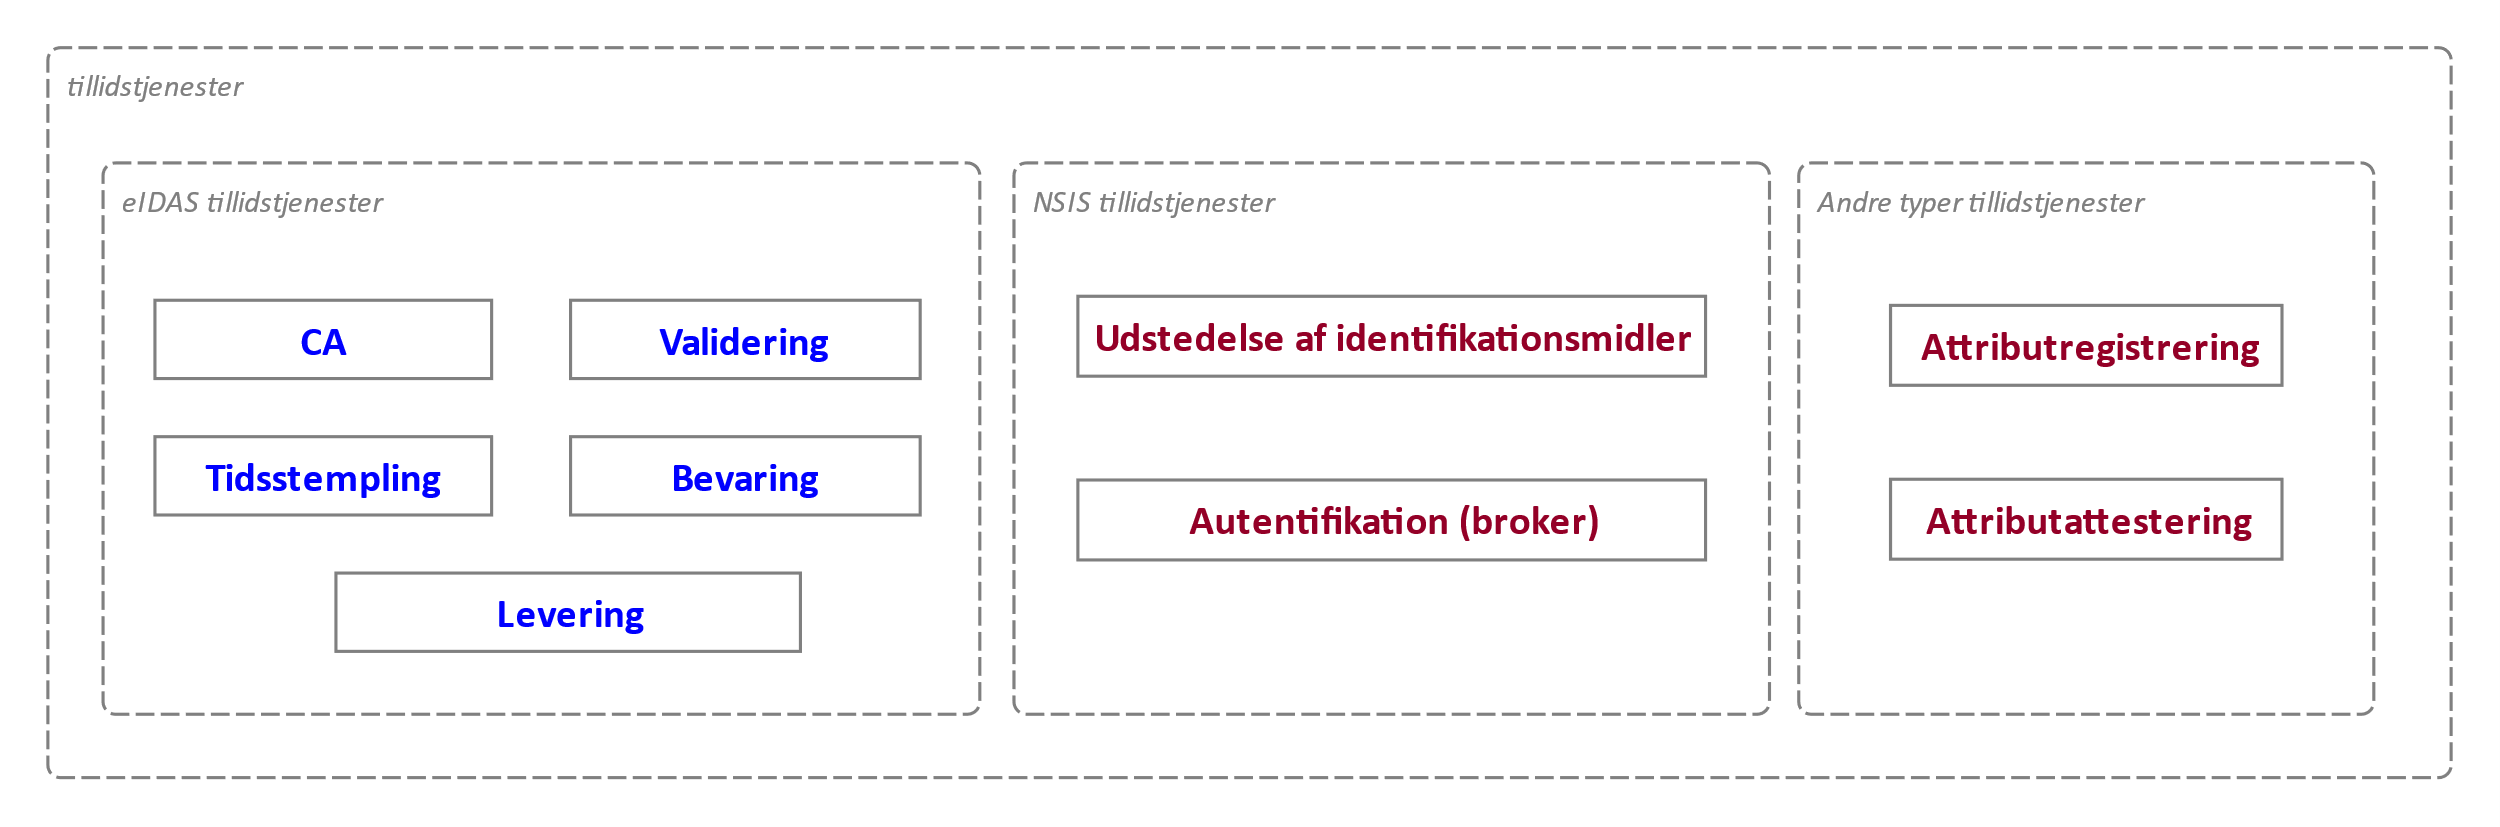 tillidstjenester
eIDAS tillidstjenester
CA
Validering
Tidsstempling
Bevaring
Levering
NSIS tillidstjenester
Udstedelse af identifikationsmidler
Autentifikation (broker)
Andre typer tillidstjenester
Attributregistrering
Attributattestering